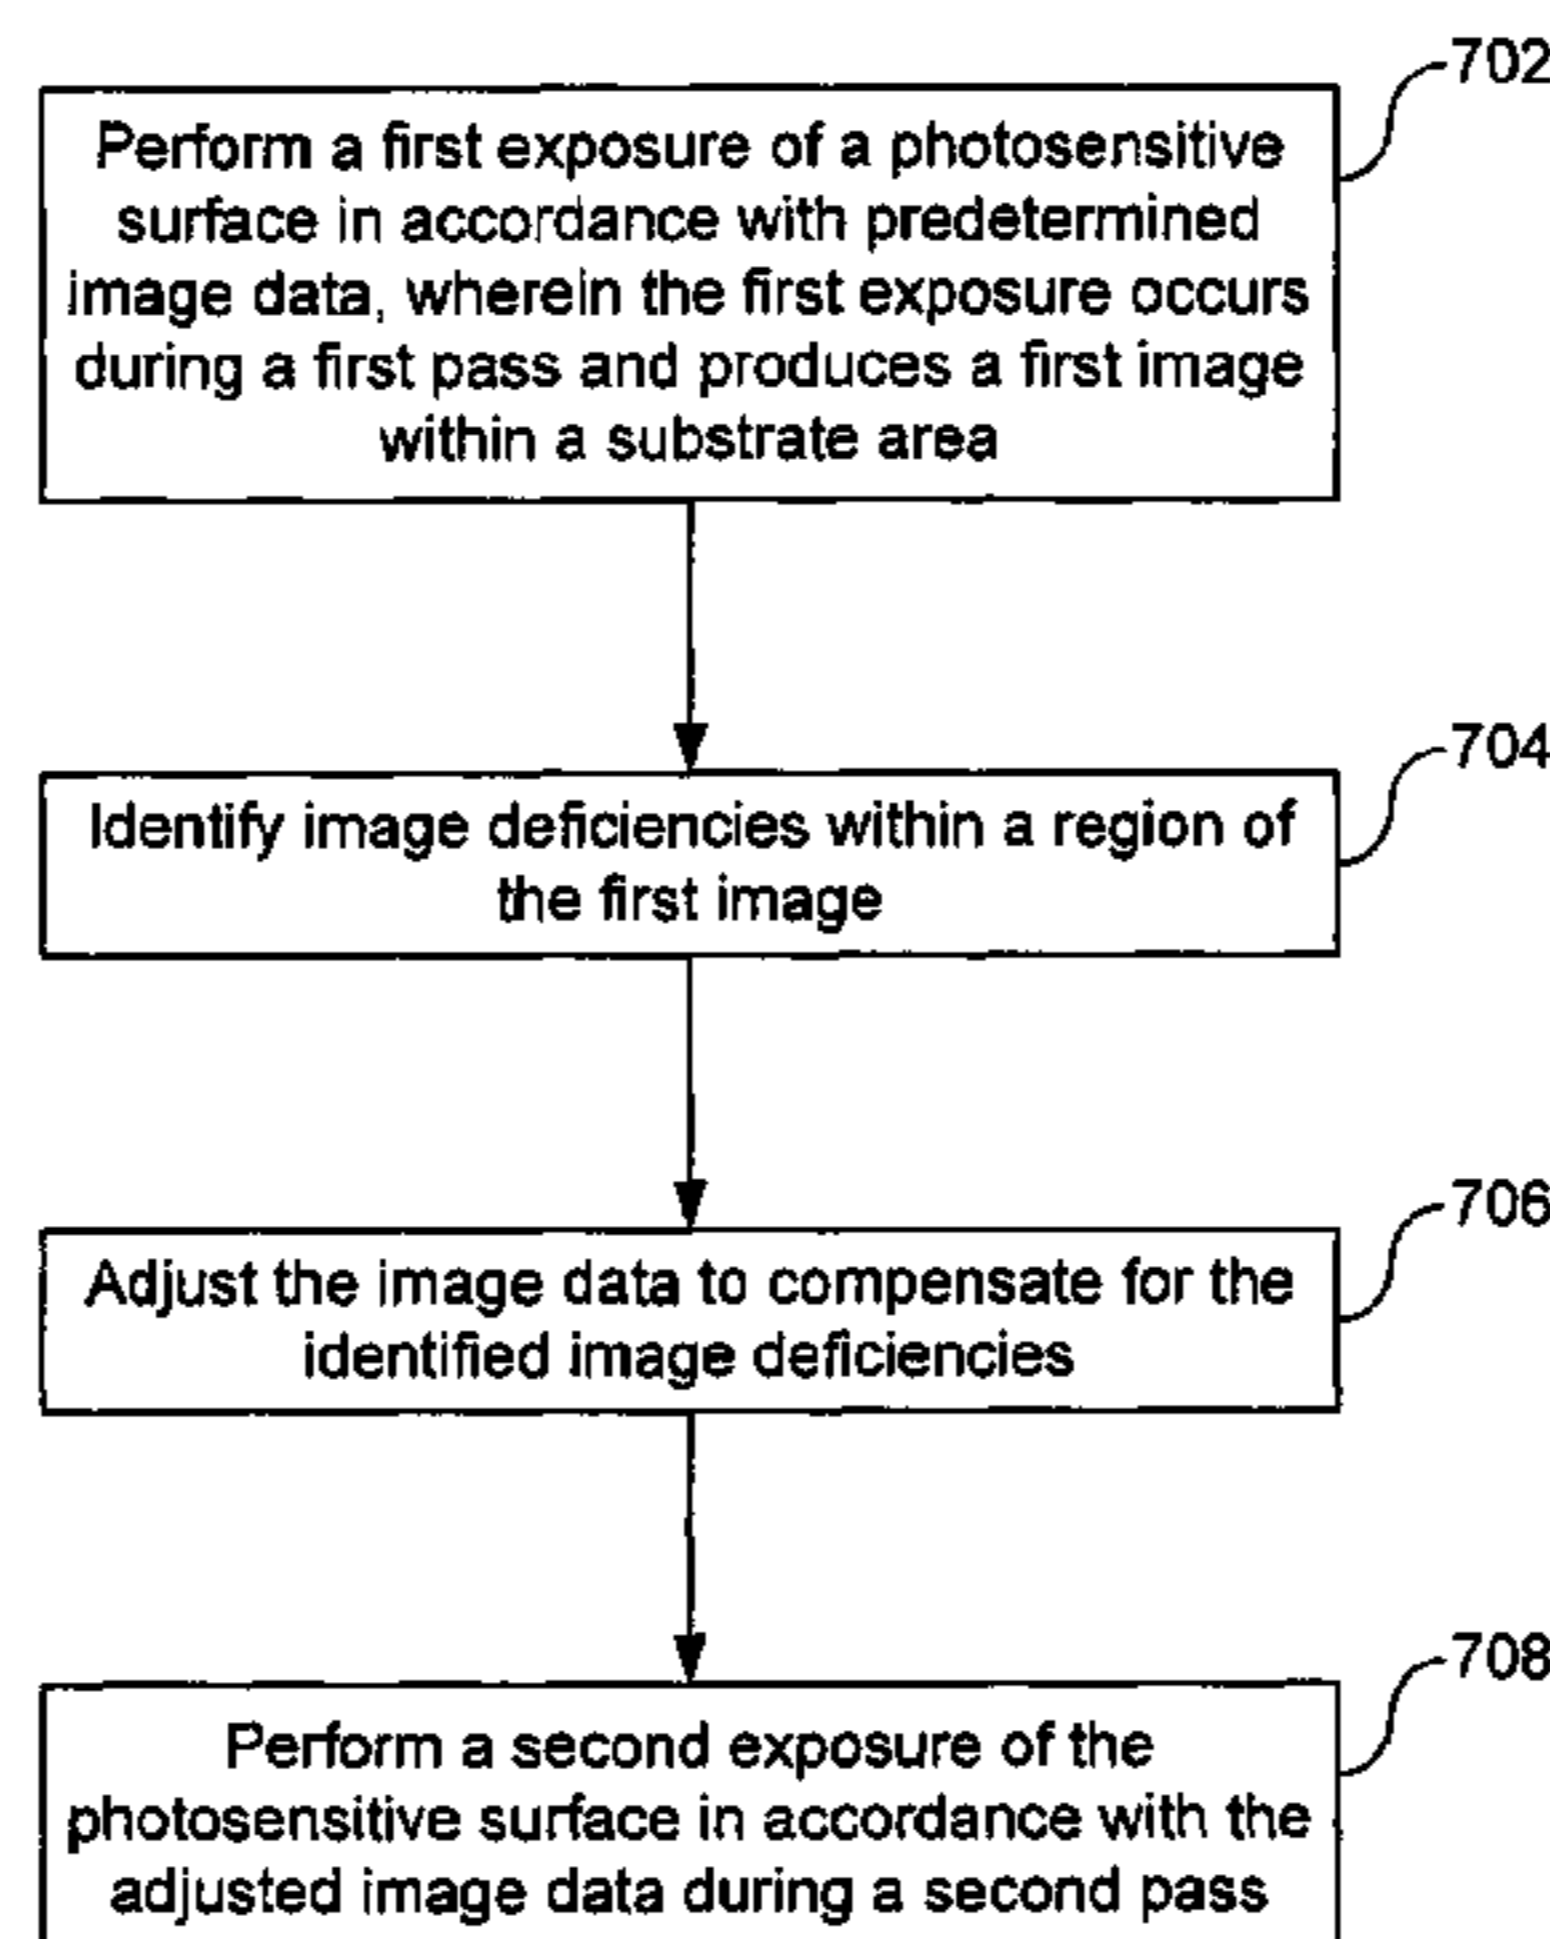 702
Perform a first exposure of a photosensitive
surface in accordance with predetermined
image data, wherein the first exposure occurs
during a first pass and produces a first image
within a substrate area
704
Identify image deficiencies within a region of
the first image
706
Adjust the image data to compensate for the
identified image deficiencies
708
Perform a second exposure of the
photosensitive surface in accordance with the
adjusted image data during a second pass